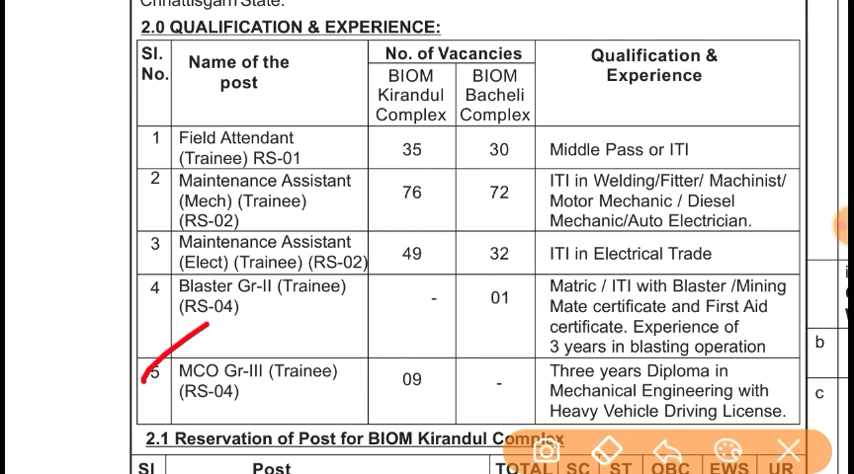 Chhattisgarh State.
2.0 QUALIFICATION & EXPERIENCE:
Sl. No. Name of the post No. of Vacancies Qualification & Experience
BIOM Kirandul Complex BIOM Bacheli Complex
1 Field Attendant (Trainee) RS-01 35 30 Middle Pass or ITI
2 Maintenance Assistant (Mech) (Trainee) (RS-02) 76 72 ITI in Welding/Fitter/ Machinist/ Motor Mechanic / Diesel Mechanic/Auto Electrician.
3 Maintenance Assistant (Elect) (Trainee) (RS-02) 49 32 ITI in Electrical Trade
4 Blaster Gr-II (Trainee) (RS-04) - 01 Matric / ITI with Blaster /Mining Mate certificate and First Aid certificate. Experience of 3 years in blasting operation
5 MCO Gr-III (Trainee) (RS-04) 09 - Three years Diploma in Mechanical Engineering with Heavy Vehicle Driving License.
2.1 Reservation of Post for BIOM Kirandul Complex
Sl Post TOTAL SC ST OBC EWS UR
b
c